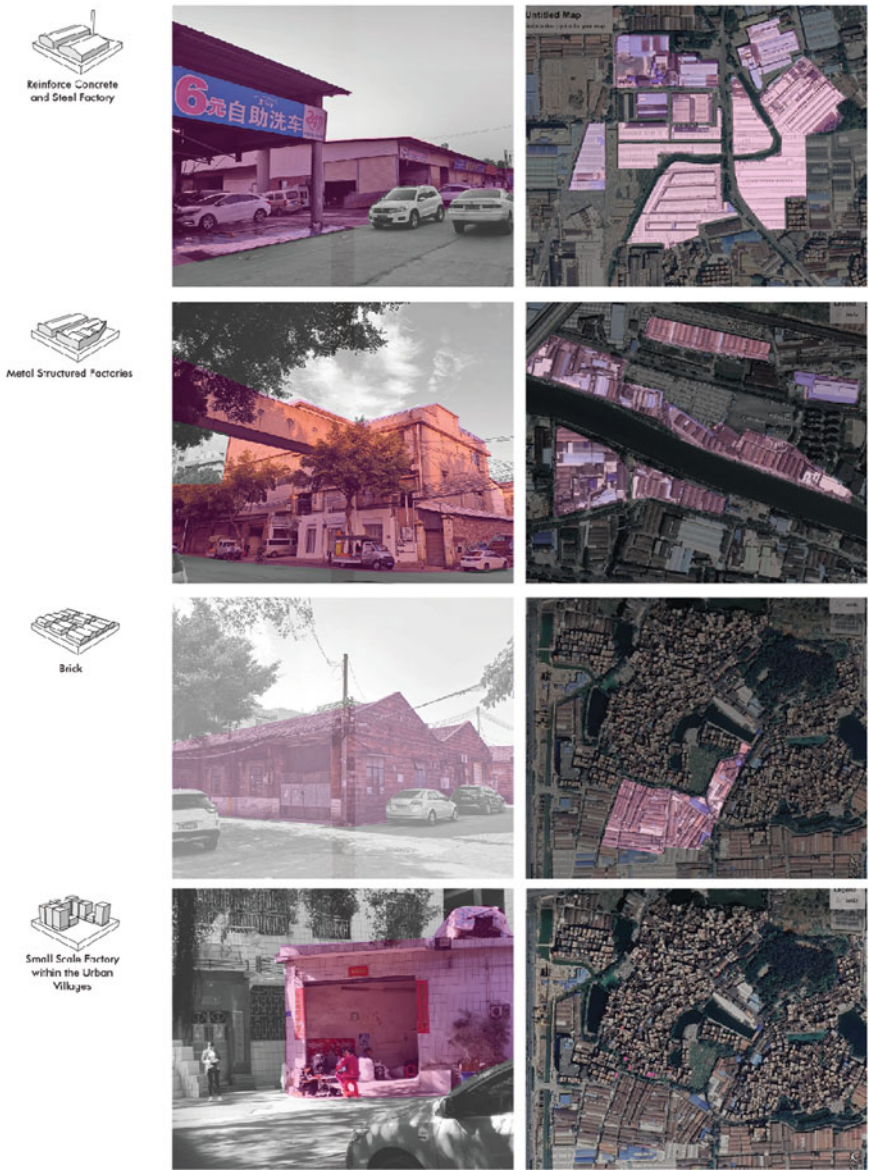 Reinforce Concrete
and Steel Factory
6元自助洗车
24
Untitled Map
Metal Structured Factories
Brick
Small Scale Factory
within the Urban
Villages